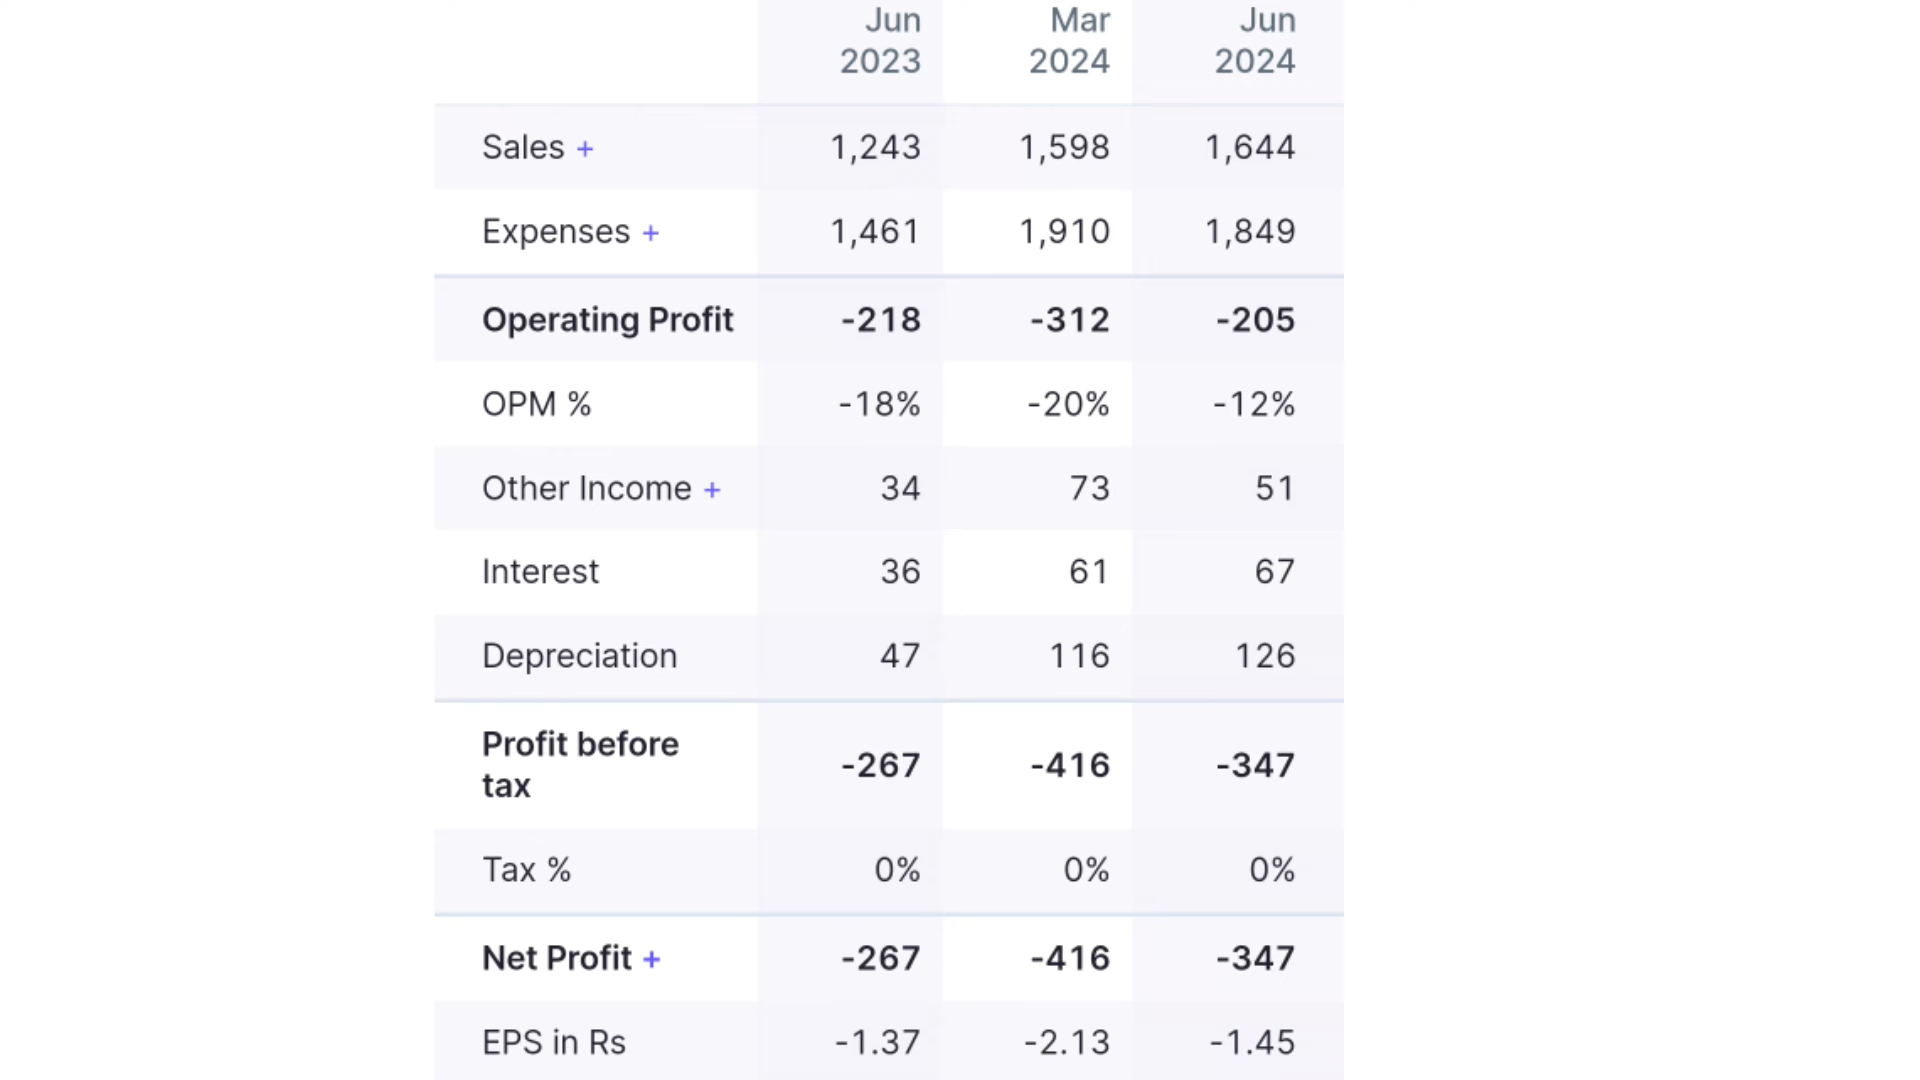 Jun 2023 Mar 2024 Jun 2024
Sales + 1,243 1,598 1,644
Expenses + 1,461 1,910 1,849
Operating Profit -218 -312 -205
OPM % -18% -20% -12%
Other Income + 34 73 51
Interest 36 61 67
Depreciation 47 116 126
Profit before tax -267 -416 -347
Tax % 0% 0% 0%
Net Profit + -267 -416 -347
EPS in Rs -1.37 -2.13 -1.45